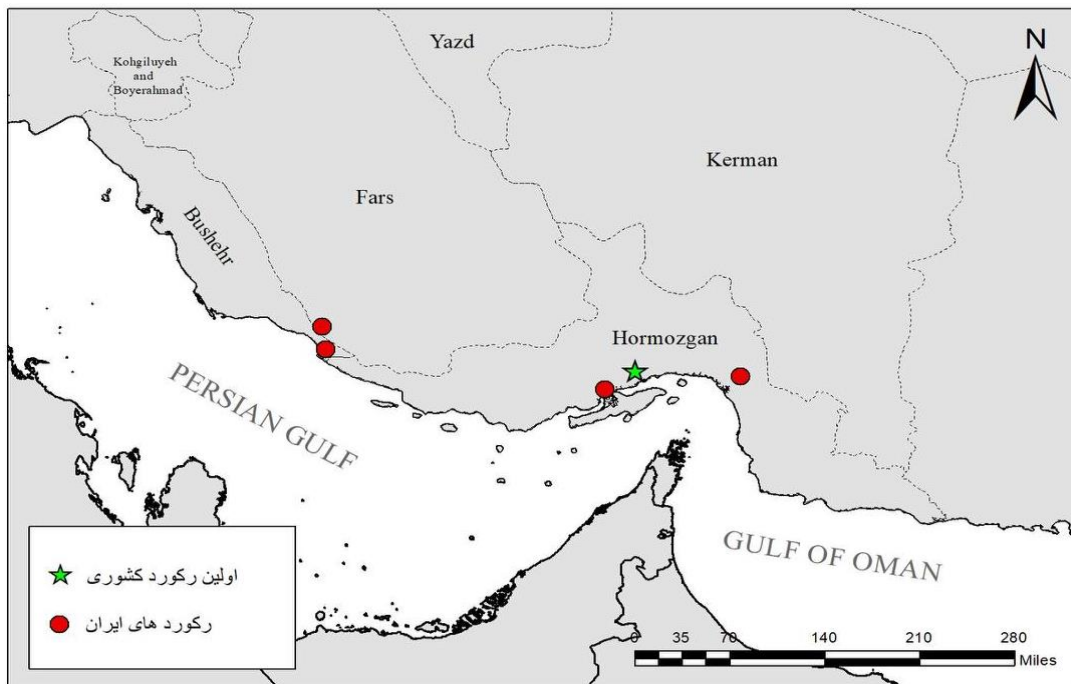 Yazd
N
Kohgiluyeh
and
Boyerahmad
Kerman
Fars
Bushehr
Hormozgan
PERSIAN GULF
GULF OF OMAN
اولین رکورد کشوری
رکورد های ایران
0 35 70 140 210 280
Miles